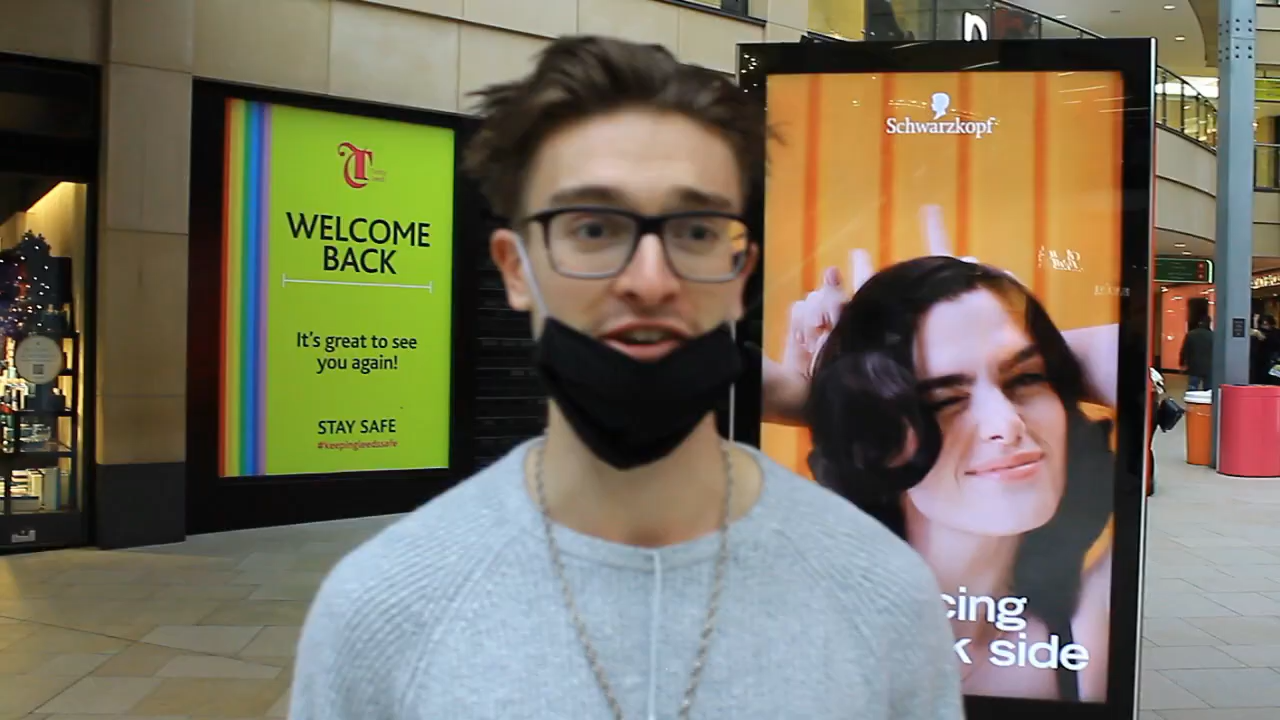 WELCOME
BACK
It's great to see
you again!
STAY SAFE
#keepingleedssafe
Schwarzkopf
side